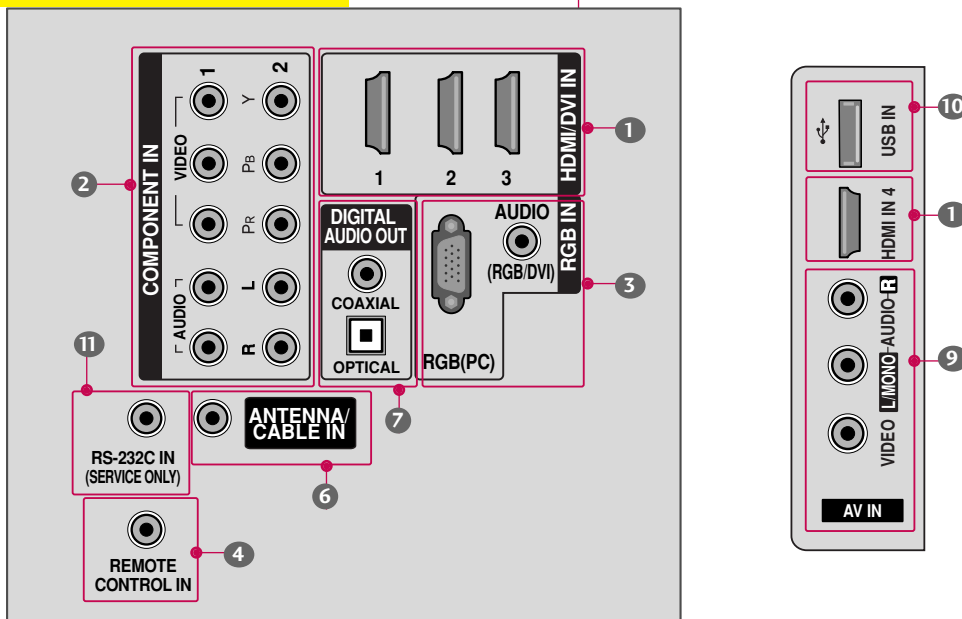 COMPONENT IN
1
2
VIDEO
Y
PB
PR
AUDIO
L
R
2
1
2
3
HDMI/DVI IN
1
DIGITAL
AUDIO OUT
COAXIAL
OPTICAL
7
AUDIO
(RGB/DVI)
RGB IN
RGB(PC)
3
11
RS-232C IN
(SERVICE ONLY)
ANTENNA/
CABLE IN
6
REMOTE
CONTROL IN
4
USB IN
10
HDMI IN 4
1
VIDEO L/MONO-AUDIO-R
9
AV IN